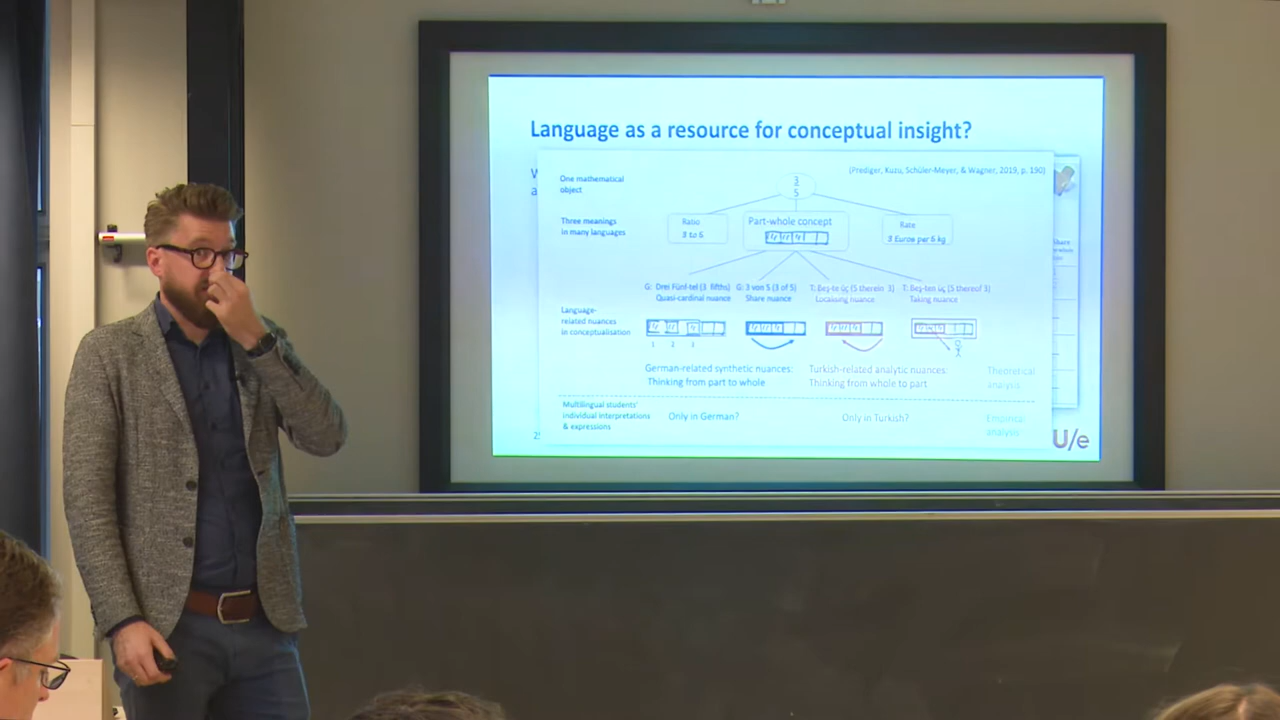 Language as a resource for conceptual insight?
W
a
(Prediger, Kuzu, Schüler-Meyer, & Wagner, 2019, p. 190)
One mathematical
object
3
5
Three meanings
in many languages
Ratio
3 to 5
Part-whole concept
Rate
3 Euros per 5 kg
G: Drei Fünf-tel (3 fifths)
Quasi-cardinal nuance
G: 3 von 5 (3 of 5)
Share nuance
T: Beş-te üç (5 therein 3)
Localising nuance
T: Beş-ten üç (5 thereof 3)
Taking nuance
Language-
related nuances
in conceptualisation
1 2 3
German-related synthetic nuances:
Thinking from part to whole
Turkish-related analytic nuances:
Thinking from whole to part
Theoretical
analysis
Multilingual students'
individual interpretations
& expressions
Only in German?
Only in Turkish?
Empirical
analysis
Share
U/e